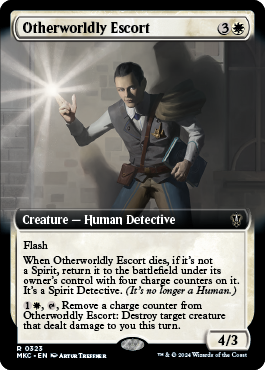 Otherworldly Escort 3
Creature — Human Detective
Flash
When Otherworldly Escort dies, if it's not
a Spirit, return it to the battlefield under its
owner's control with four charge counters on it.
It's a Spirit Detective. (It's no longer a Human.)
1 , , Remove a charge counter from
Otherworldly Escort: Destroy target creature
that dealt damage to you this turn.
4/3
R 0323
MKC • EN Artur Treffner
™ & © 2024 Wizards of the Coast